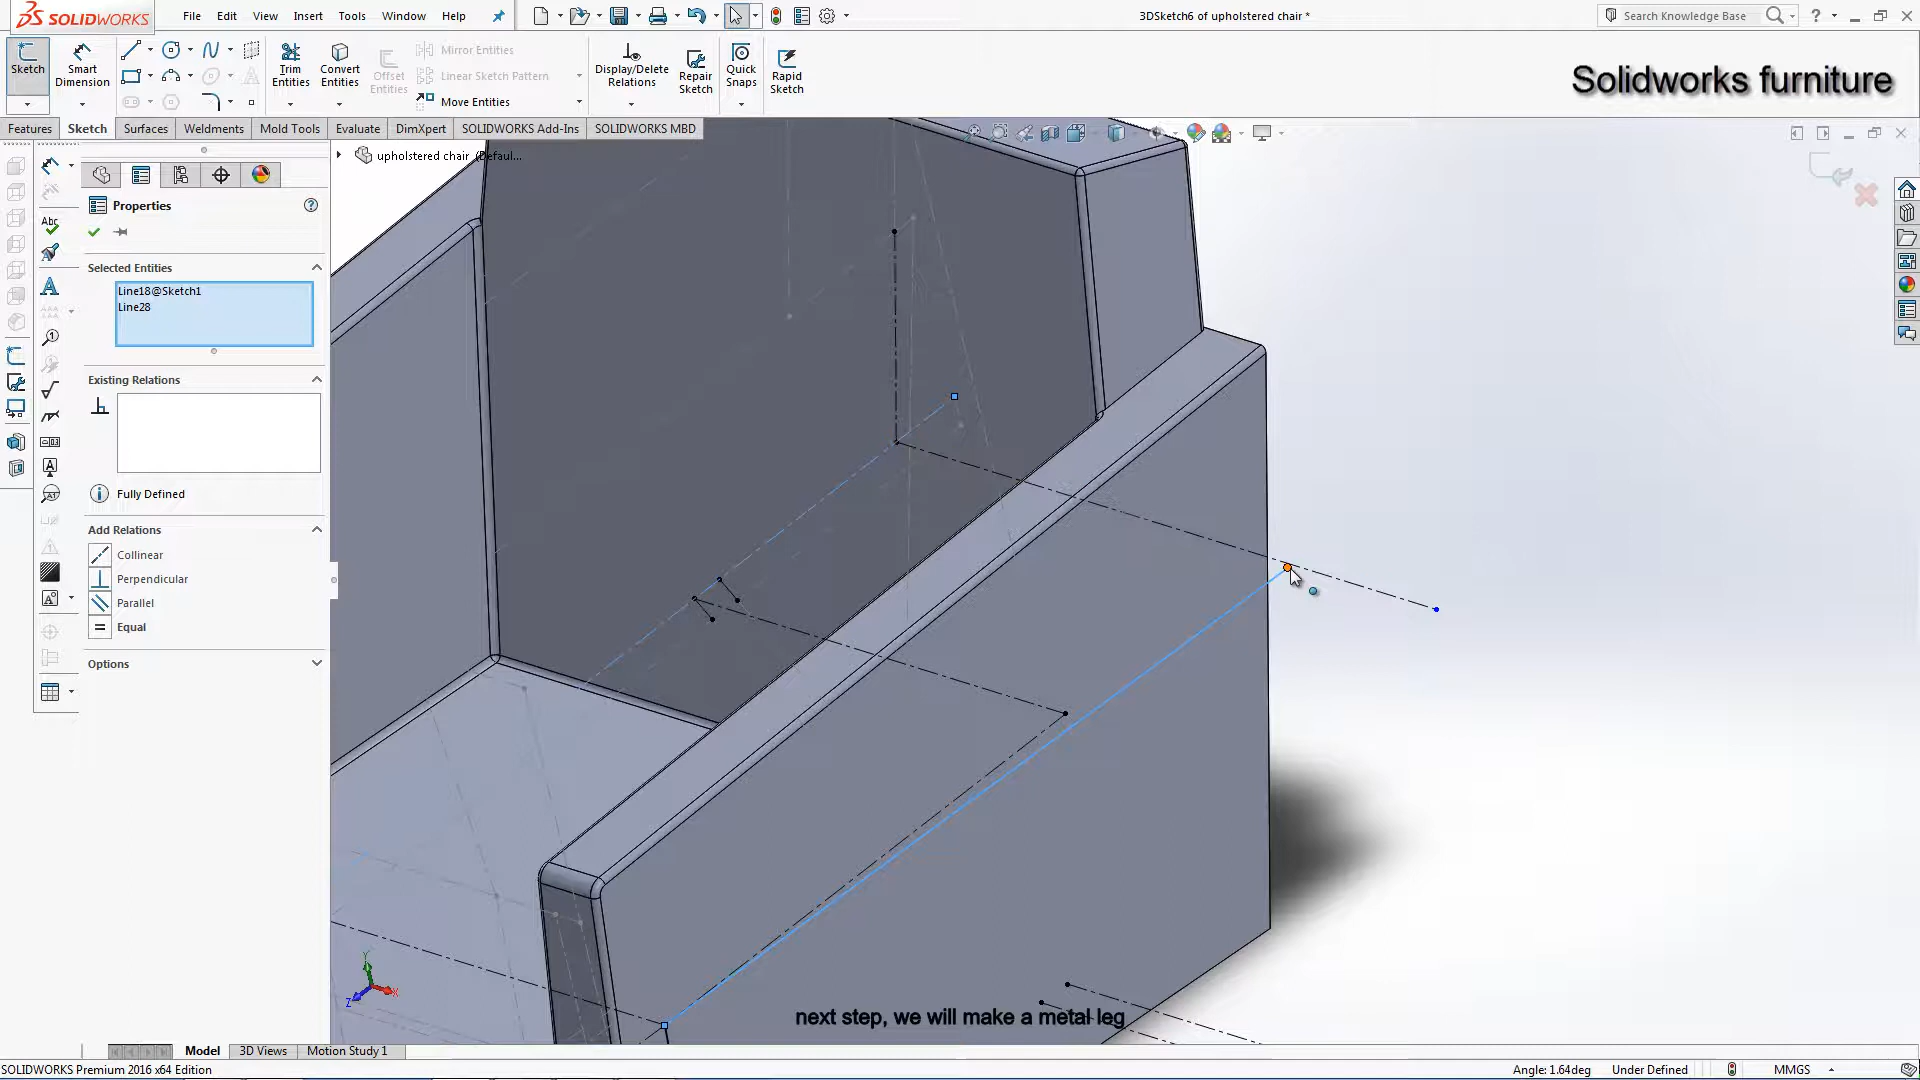 SOLIDWORKS
File Edit View Insert Tools Window Help
3DSketch6 of upholstered chair *
Search Knowledge Base
Sketch
Smart Dimension
Trim Entities
Convert Entities
Offset Entities
Mirror Entities
Linear Sketch Pattern
Move Entities
Display/Delete Relations
Repair Sketch
Quick Snaps
Rapid Sketch
Solidworks furniture
Features Sketch Surfaces Weldments Mold Tools Evaluate DimXpert SOLIDWORKS Add-Ins SOLIDWORKS MBD
upholstered chair (Defaul...
Properties
Selected Entities
Line18@Sketch1
Line28
Existing Relations
Fully Defined
Add Relations
Collinear
Perpendicular
Parallel
Equal
Options
Y
Z
X
next step, we will make a metal leg
Model 3D Views Motion Study 1
SOLIDWORKS Premium 2016 x64 Edition
Angle: 1.64deg Under Defined MMGS